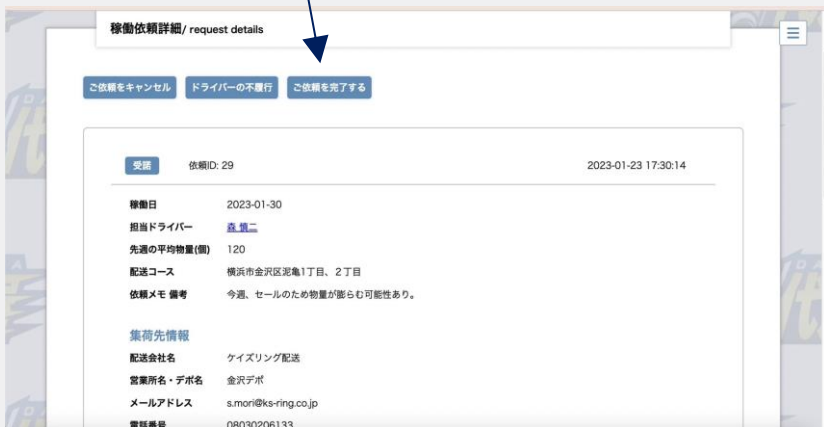 稼働依頼詳細/ request details
ご依頼をキャンセル ドライバーの不履行 ご依頼を完了する
受諾 依頼ID: 29 2023-01-23 17:30:14
稼働日 2023-01-30
担当ドライバー 森 慎二
先週の平均物量(個) 120
配送コース 横浜市金沢区泥亀1丁目、２丁目
依頼メモ 備考 今週、セールのため物量が膨らむ可能性あり。
集荷先情報
配送会社名 ケイズリング配送
営業所名・デポ名 金沢デポ
メールアドレス s.mori@ks-ring.co.jp
電話番号 08030206133